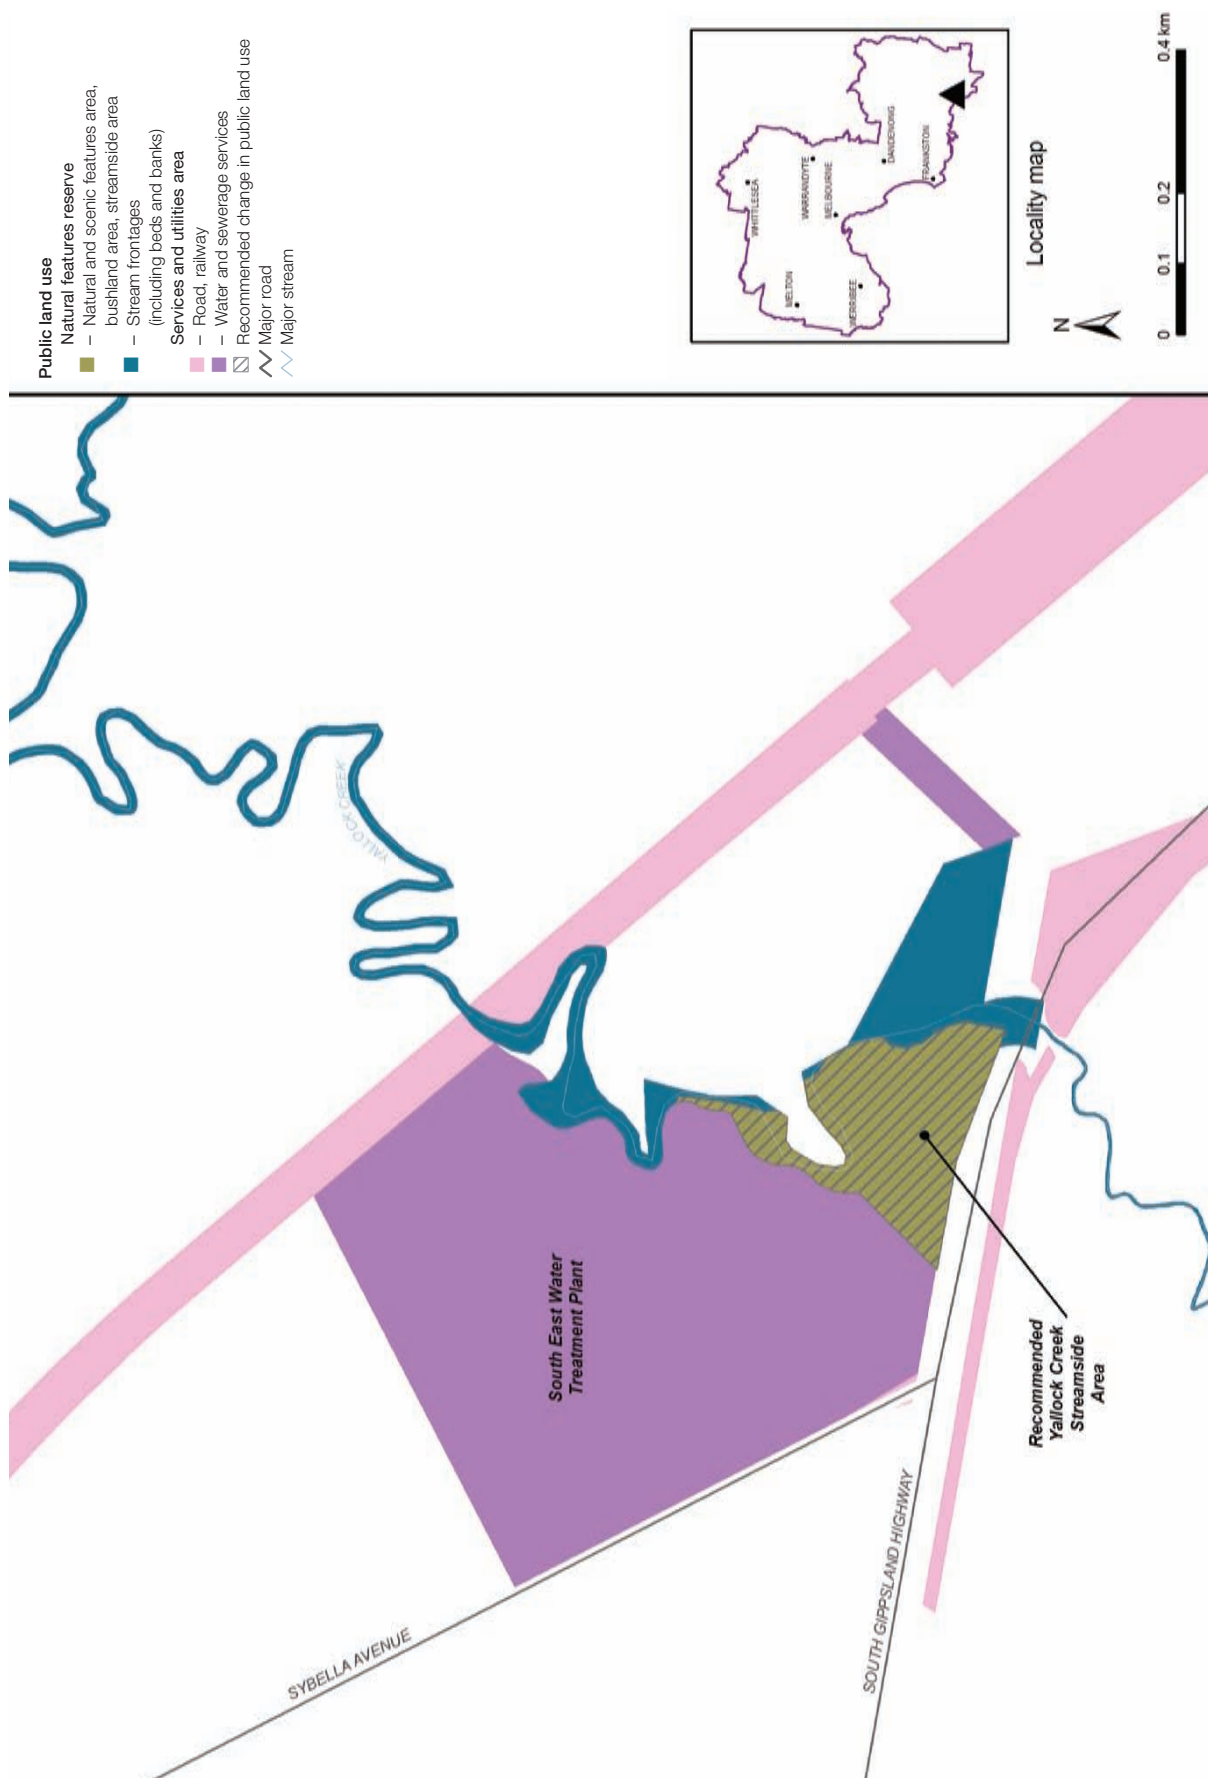 Public land use
Natural features reserve
– Natural and scenic features area,
bushland area, streamside area
– Stream frontages
(including beds and banks)
Services and utilities area
– Road, railway
– Water and sewerage services
Recommended change in public land use
Major road
Major stream
WHITTLESEA
MELTON
WARRANDYTE
MELBOURNE
DANDENONG
WERRIBEE
FRANKSTON
Locality map
N
0 0.1 0.2 0.4 km
YALLOCK CREEK
South East Water
Treatment Plant
Recommended
Yallock Creek
Streamside
Area
SYBELLA AVENUE
SOUTH GIPPSLAND HIGHWAY